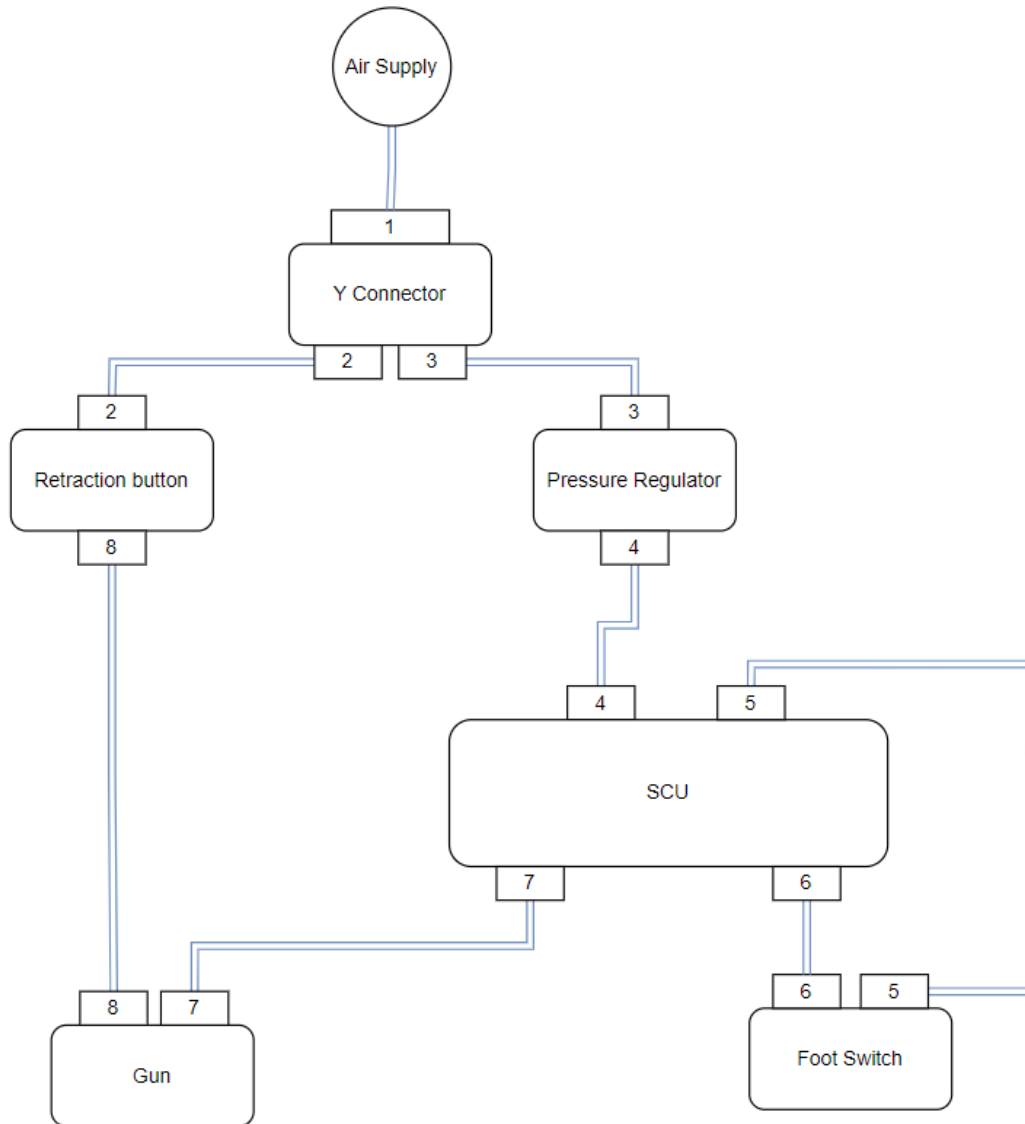 Air Supply
1
Y Connector
2 3
2 3
Retraction button Pressure Regulator
8 4
4 5
SCU
7 6
8 7 6 5
Gun Foot Switch